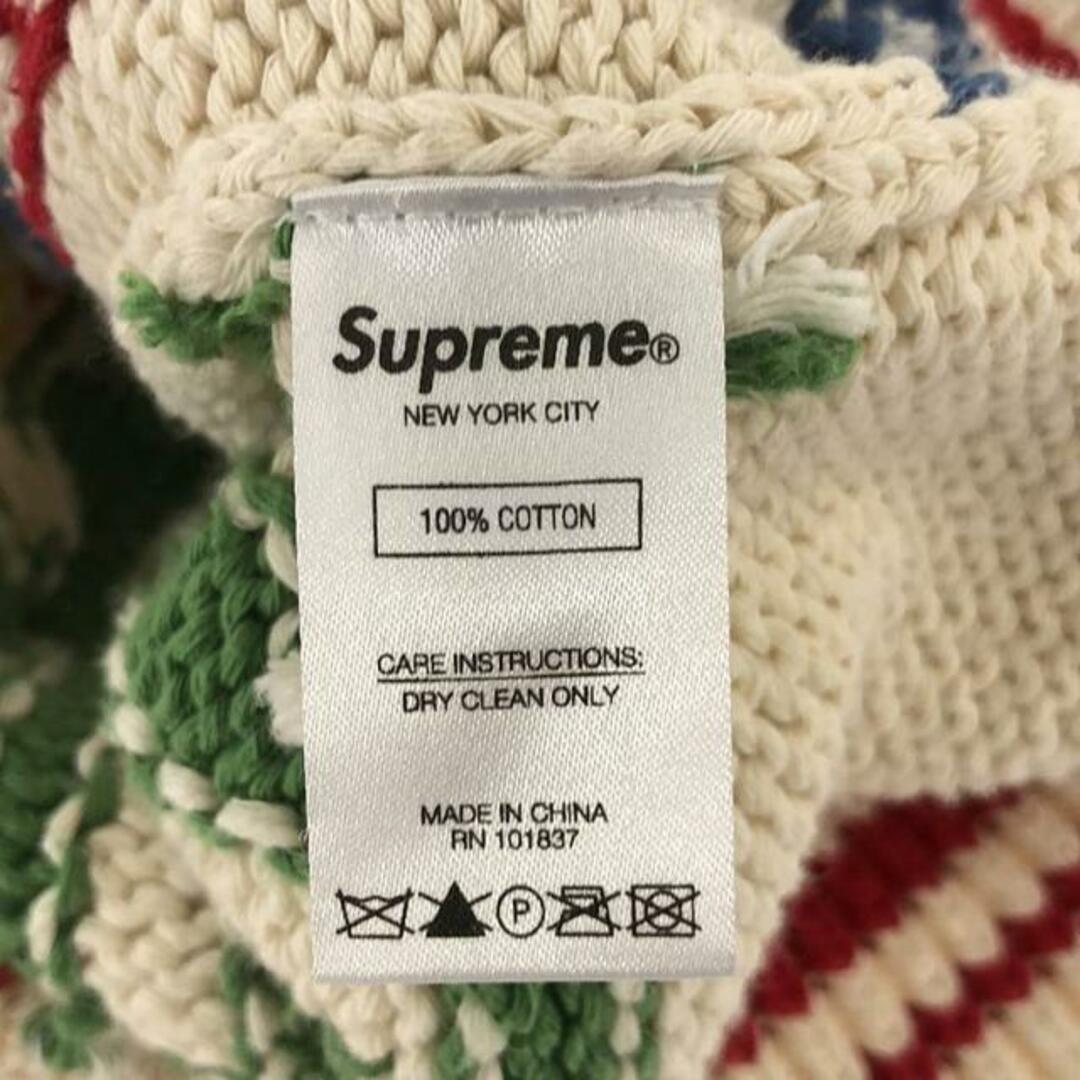 Supreme®
NEW YORK CITY
100% COTTON
CARE INSTRUCTIONS:
DRY CLEAN ONLY
MADE IN CHINA
RN 101837
P